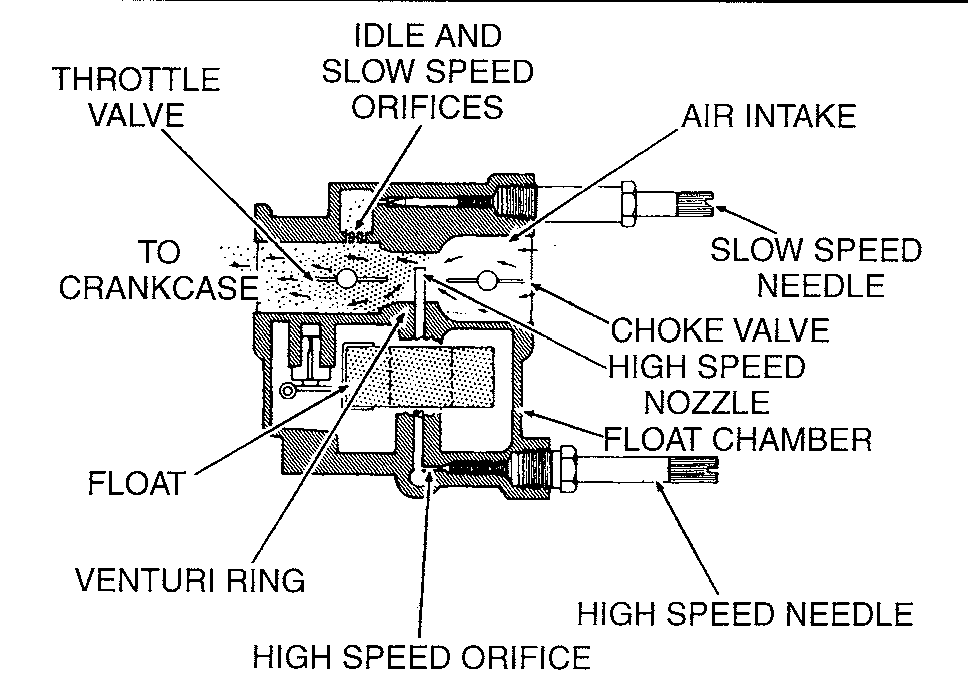 IDLE AND
SLOW SPEED
ORIFICES
THROTTLE
VALVE
AIR INTAKE
SLOW SPEED
NEEDLE
TO
CRANKCASE
CHOKE VALVE
HIGH SPEED
NOZZLE
FLOAT CHAMBER
FLOAT
VENTURI RING
HIGH SPEED NEEDLE
HIGH SPEED ORIFICE